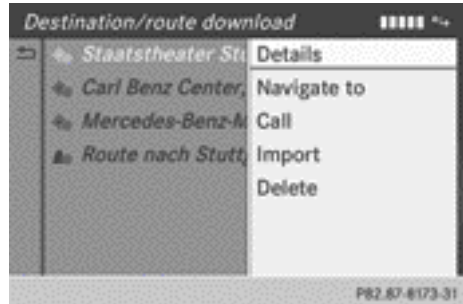 Destination/route download
Staatstheater Stu
Carl Benz Center,
Mercedes-Benz-M
Route nach Stutt
Details
Navigate to
Call
Import
Delete
P82.87-8173-31